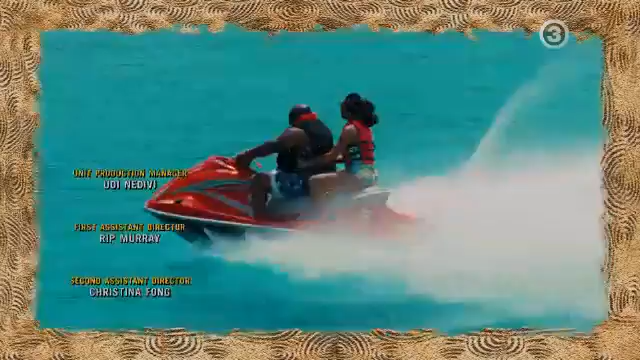 3
UNIT PRODUCTION MANAGER
UDI NEDIVI
FIRST ASSISTANT DIRECTOR
RIP MURRAY
SECOND ASSISTANT DIRECTOR
CHRISTINA FONG